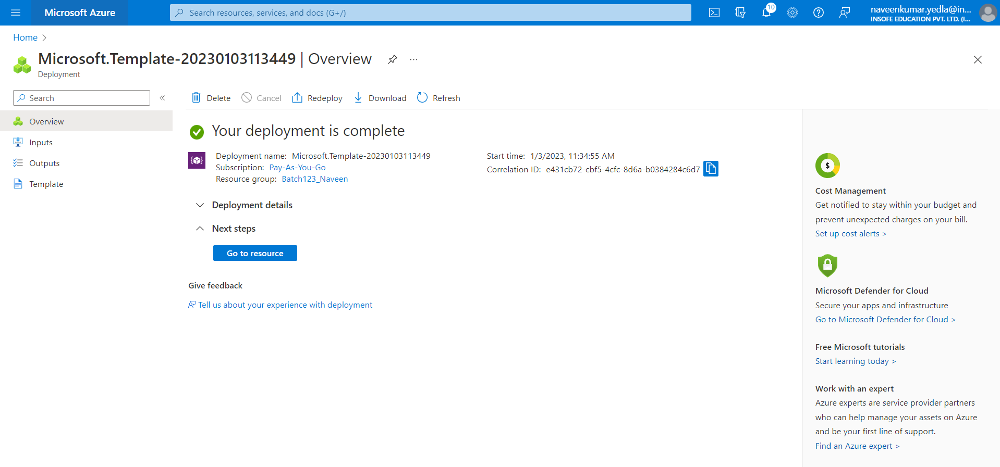 Microsoft Azure
Search resources, services, and docs (G+/)
10
naveenkumar.yedla@in...
INSOFE EDUCATION PVT. LTD. (I...
Home
Microsoft.Template-20230103113449 | Overview
...
Deployment
Search
«
Delete
Cancel
Redeploy
Download
Refresh
Overview
Inputs
Outputs
Template
Your deployment is complete
Deployment name: Microsoft.Template-20230103113449
Subscription: Pay-As-You-Go
Resource group: Batch123_Naveen
Start time: 1/3/2023, 11:34:55 AM
Correlation ID: e431cb72-cbf5-4cfc-8d6a-b0384284c6d7
Deployment details
Next steps
Go to resource
Give feedback
Tell us about your experience with deployment
$
Cost Management
Get notified to stay within your budget and
prevent unexpected charges on your bill.
Set up cost alerts >
Microsoft Defender for Cloud
Secure your apps and infrastructure
Go to Microsoft Defender for Cloud >
Free Microsoft tutorials
Start learning today >
Work with an expert
Azure experts are service provider partners
who can help manage your assets on Azure
and be your first line of support.
Find an Azure expert >